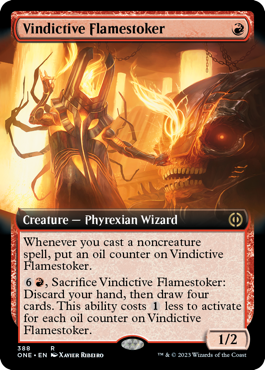 Vindictive Flamestoker
Creature — Phyrexian Wizard
Whenever you cast a noncreature
spell, put an oil counter on Vindictive
Flamestoker.
6 , Sacrifice Vindictive Flamestoker:
Discard your hand, then draw four
cards. This ability costs 1 less to activate
for each oil counter on Vindictive
Flamestoker.
1/2
388 R
ONE • EN XAVIER RIBEIRO
™ & © 2023 Wizards of the Coast